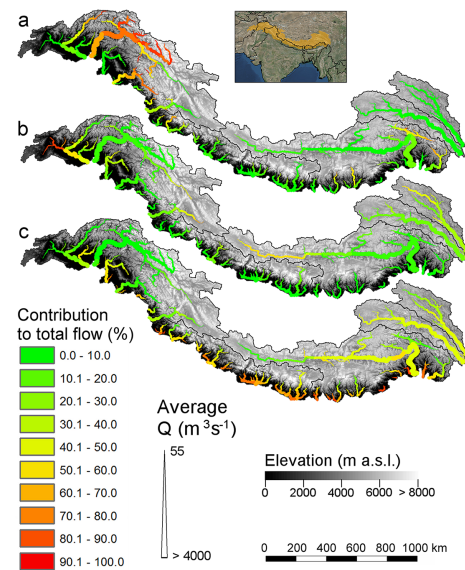 a
b
c
Contribution
to total flow (%)
0.0 - 10.0
10.1 - 20.0
20.1 - 30.0
30.1 - 40.0
40.1 - 50.0
50.1 - 60.0
60.1 - 70.0
70.1 - 80.0
80.1 - 90.0
90.1 - 100.0
Average
Q (m³s⁻¹)
55
> 4000
Elevation (m a.s.l.)
0 2000 4000 > 8000
0 200 400 600 800 1000 km